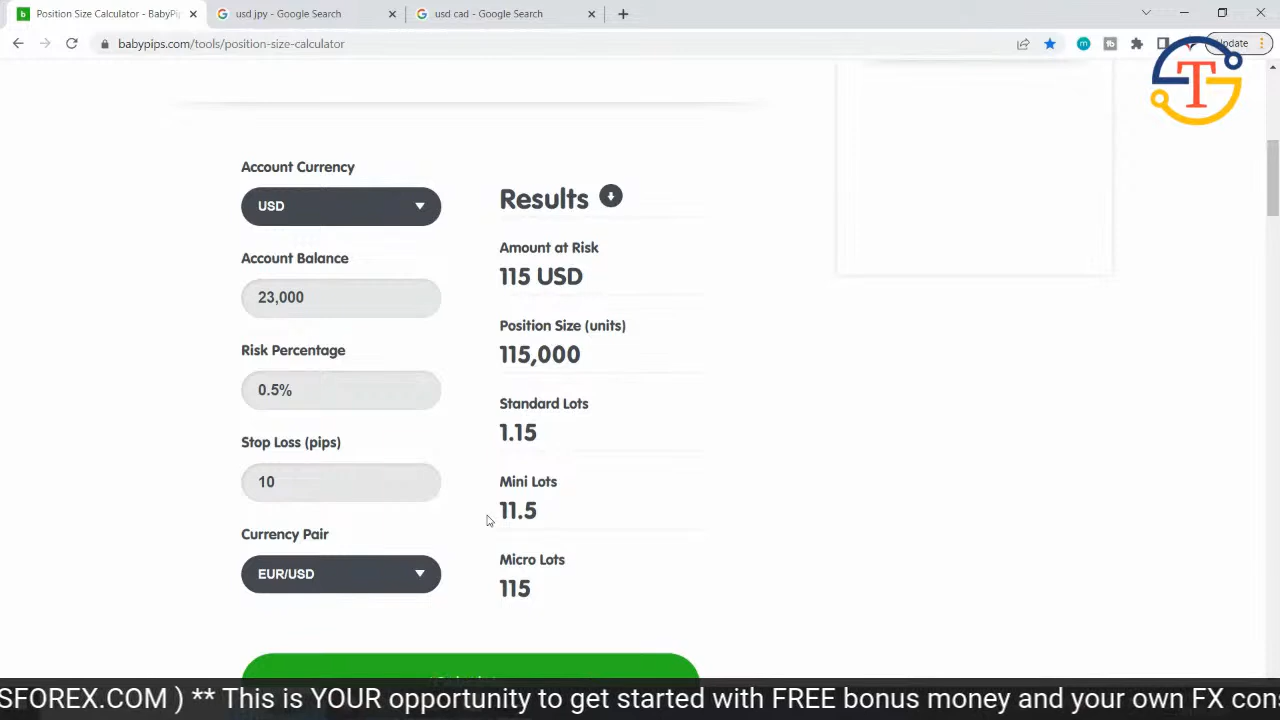 Position Size Calculator - BabyPip
usd jpy - Google Search
usd cad - Google Search
babypips.com/tools/position-size-calculator
Update
T
Account Currency
USD
Account Balance
23,000
Risk Percentage
0.5%
Stop Loss (pips)
10
Currency Pair
EUR/USD
Results
Amount at Risk
115 USD
Position Size (units)
115,000
Standard Lots
1.15
Mini Lots
11.5
Micro Lots
115
SFOREX.COM ) ** This is YOUR opportunity to get started with FREE bonus money and your own FX cons